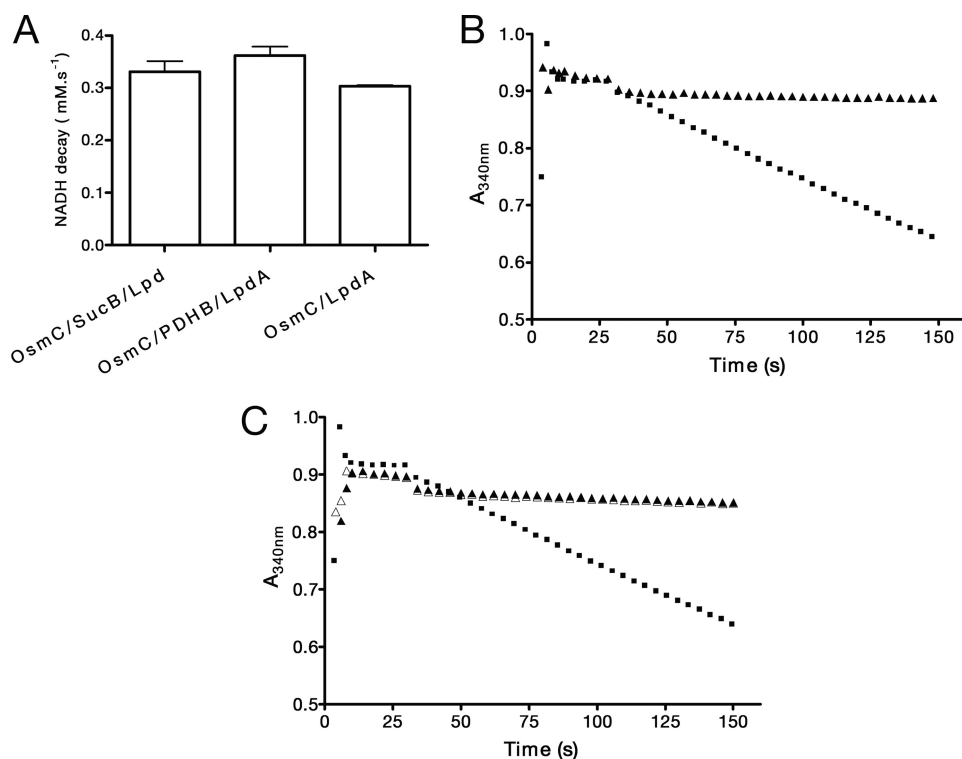 A
NADH decay ( mM.s⁻¹)
0.4
0.3
0.2
0.1
0.0
OsmC/SucB/Lpd
OsmC/PDHB/LpdA
OsmC/LpdA
B
A340nm
1.0
0.9
0.8
0.7
0.6
0.5
0 25 50 75 100 125 150
Time (s)
C
A340nm
1.0
0.9
0.8
0.7
0.6
0.5
0 25 50 75 100 125 150
Time (s)